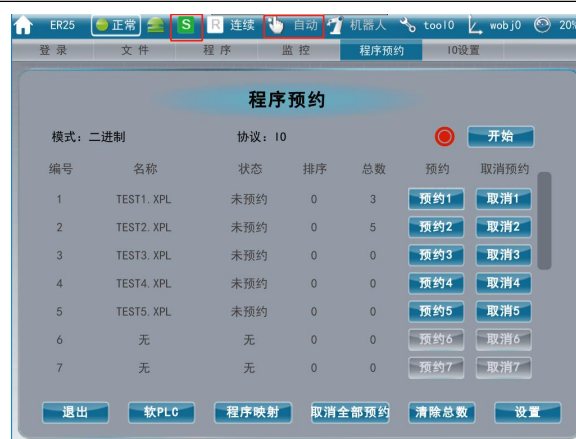 ER25 正常 S R 连续 自动 机器人 tool0 wobj0 20%
登录 文件 程序 监控 程序预约 IO设置
程序预约
模式：二进制 协议：IO 开始
编号 名称 状态 排序 总数 预约 取消预约
1 TEST1.XPL 未预约 0 3 预约1 取消1
2 TEST2.XPL 未预约 0 5 预约2 取消2
3 TEST3.XPL 未预约 0 0 预约3 取消3
4 TEST4.XPL 未预约 0 0 预约4 取消4
5 TEST5.XPL 未预约 0 0 预约5 取消5
6 无 无 0 0 预约6 取消6
7 无 无 0 0 预约7 取消7
退出 软PLC 程序映射 取消全部预约 清除总数 设置